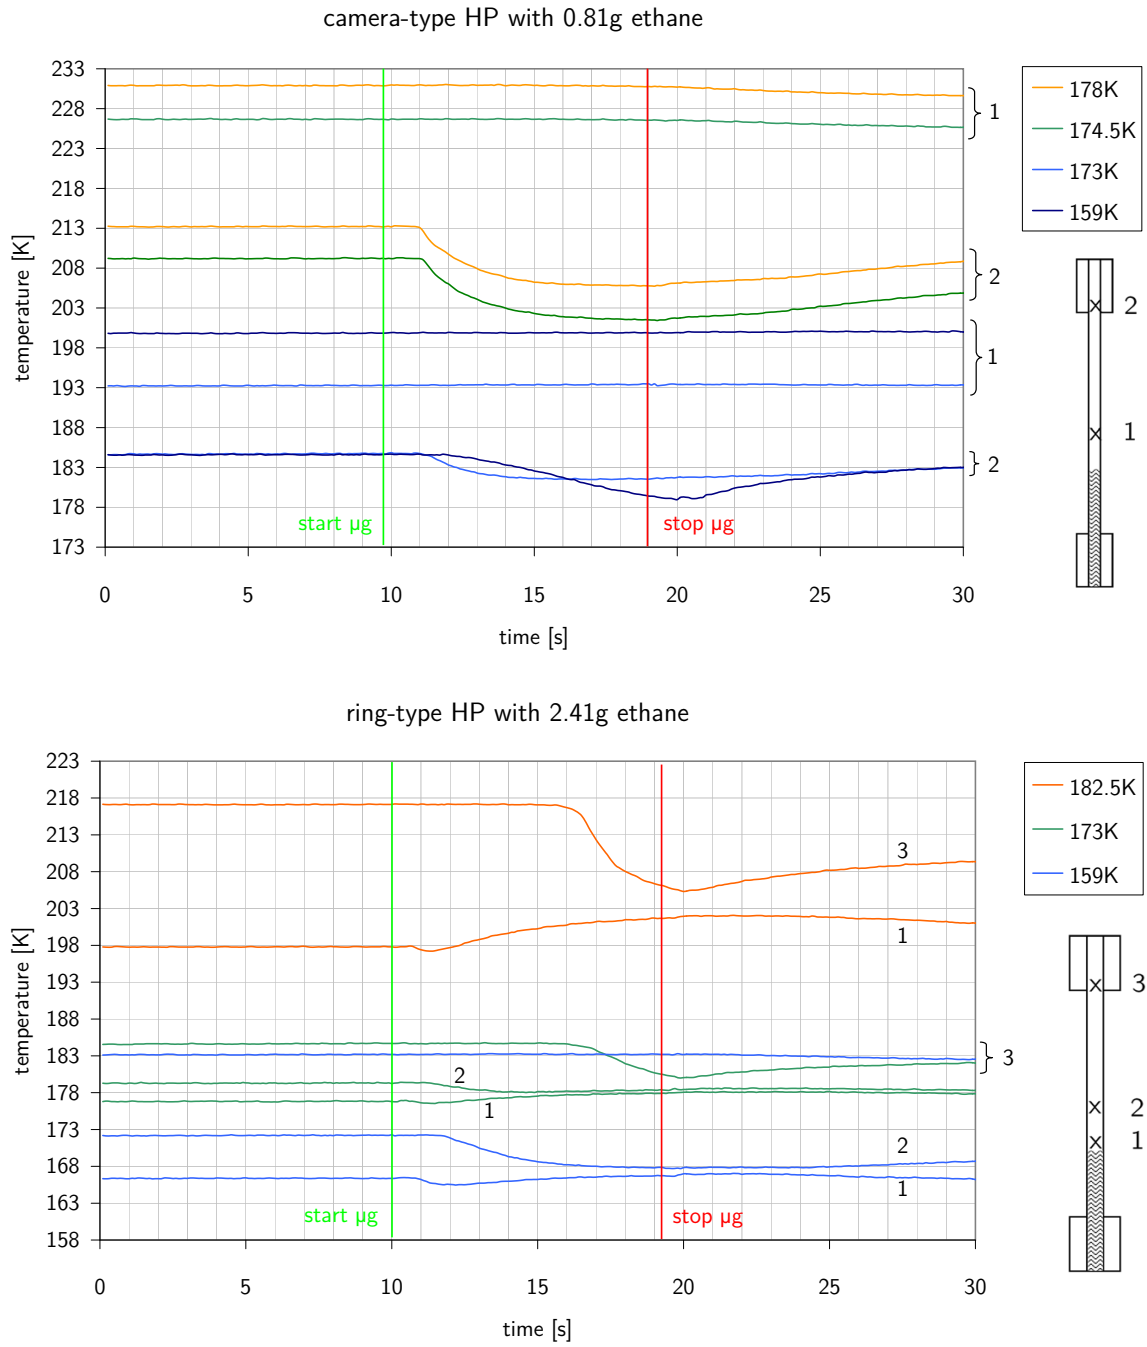 camera-type HP with 0.81g ethane
233
228
223
218
213
208
203
198
193
188
183
178
173
temperature [K]
0 5 10 15 20 25 30
time [s]
start µg
stop µg
1
2
1
2
178K
174.5K
173K
159K
2
1
ring-type HP with 2.41g ethane
223
218
213
208
203
198
193
188
183
178
173
168
163
158
temperature [K]
0 5 10 15 20 25 30
time [s]
start µg
stop µg
3
1
3
2
1
2
1
182.5K
173K
159K
3
2
1